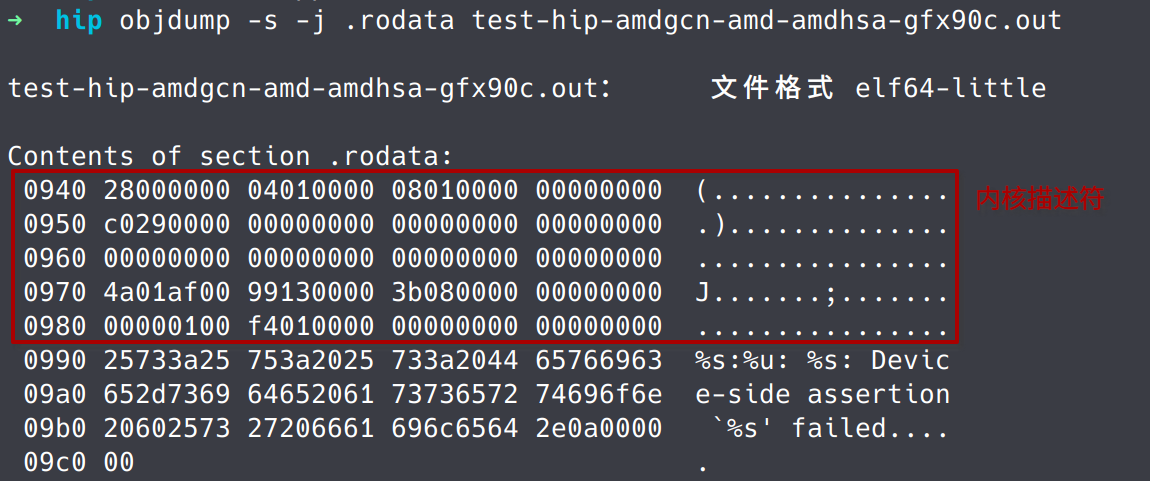 →  hip objdump -s -j .rodata test-hip-amdgcn-amd-amdhsa-gfx90c.out
test-hip-amdgcn-amd-amdhsa-gfx90c.out:      文件格式 elf64-little
Contents of section .rodata:
0940 28000000 04010000 08010000 00000000  (...............
内核描述符
0950 c0290000 00000000 00000000 00000000  .)..............
0960 00000000 00000000 00000000 00000000  ................
0970 4a01af00 99130000 3b080000 00000000  J.......;.......
0980 00000100 f4010000 00000000 00000000  ................
0990 25733a25 753a2025 733a2044 65766963  %s:%u: %s: Devic
09a0 652d7369 64652061 73736572 74696f6e  e-side assertion
09b0 20602573 27206661 696c6564 2e0a0000   `%s' failed....
09c0 00                                   .